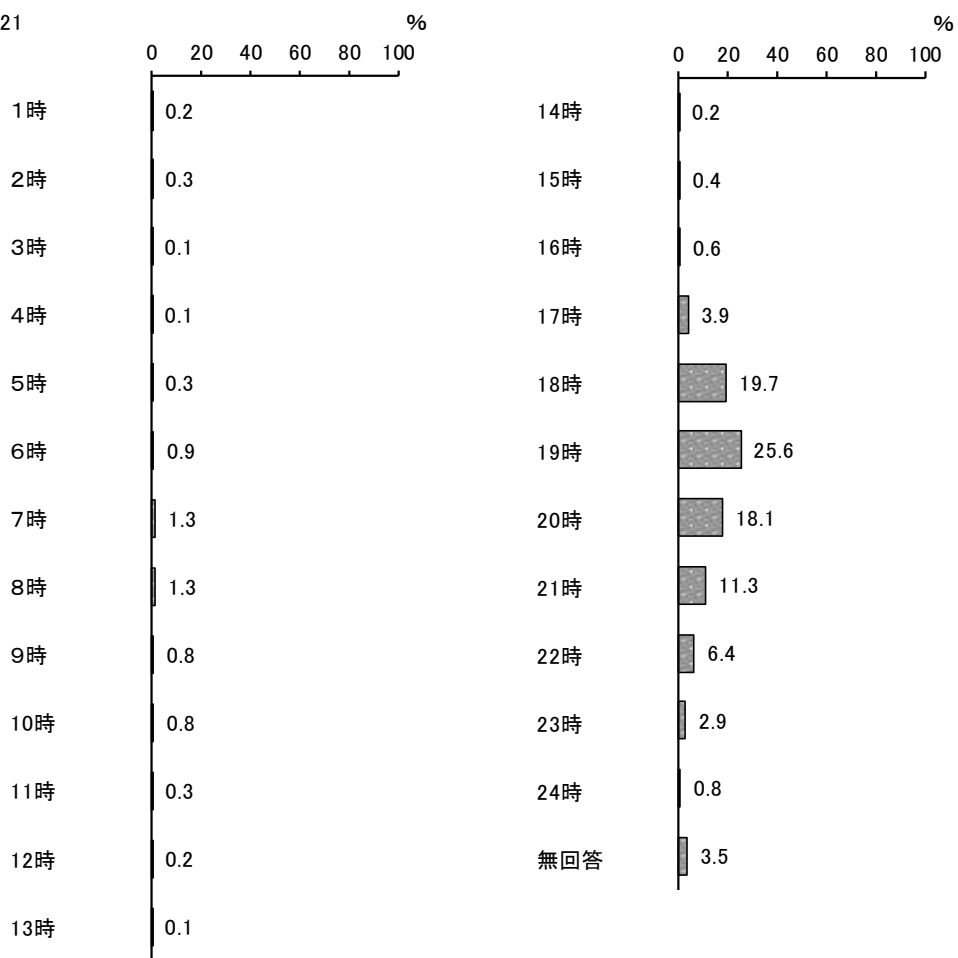 21
%
0 20 40 60 80 100
1時 0.2
2時 0.3
3時 0.1
4時 0.1
5時 0.3
6時 0.9
7時 1.3
8時 1.3
9時 0.8
10時 0.8
11時 0.3
12時 0.2
13時 0.1
%
0 20 40 60 80 100
14時 0.2
15時 0.4
16時 0.6
17時 3.9
18時 19.7
19時 25.6
20時 18.1
21時 11.3
22時 6.4
23時 2.9
24時 0.8
無回答 3.5